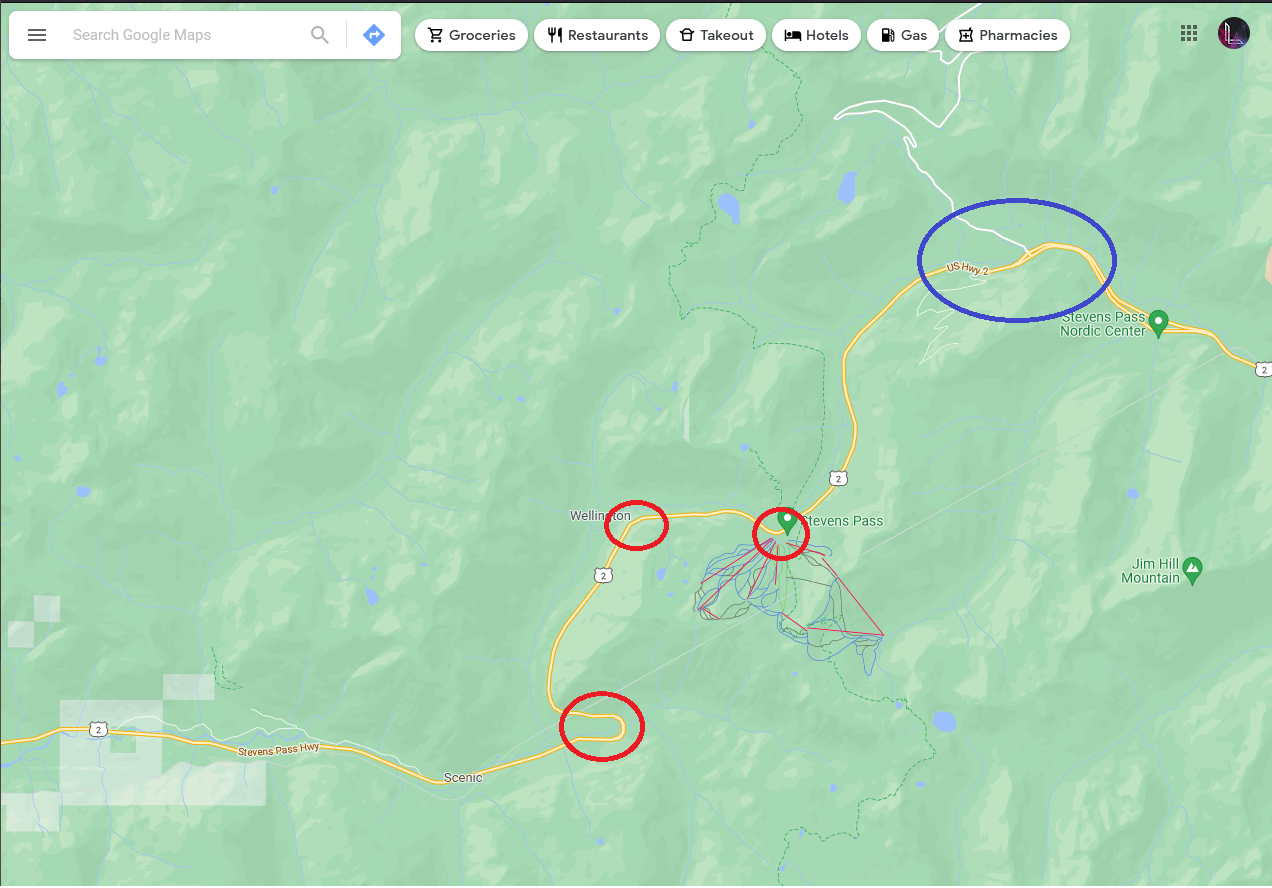 Search Google Maps
Groceries
Restaurants
Takeout
Hotels
Gas
Pharmacies
US Hwy 2
Stevens Pass
Nordic Center
2
2
Wellington
Stevens Pass
Jim Hill
Mountain
2
2
Stevens Pass Hwy
Scenic